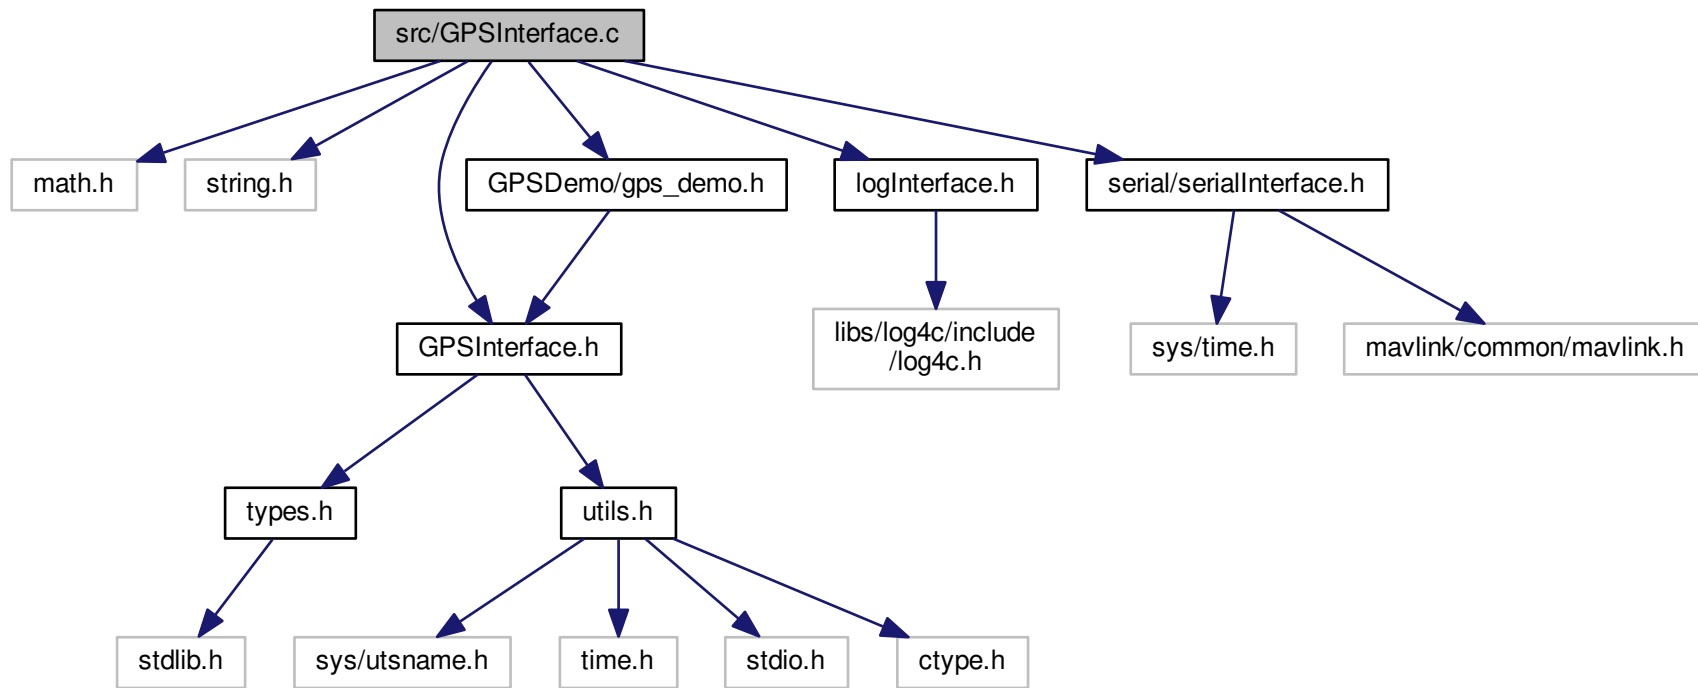 src/GPSInterface.c
math.h
string.h
GPSDemo/gps_demo.h
logInterface.h
serial/serialInterface.h
GPSInterface.h
libs/log4c/include
/log4c.h
sys/time.h
mavlink/common/mavlink.h
types.h
utils.h
stdlib.h
sys/utsname.h
time.h
stdio.h
ctype.h